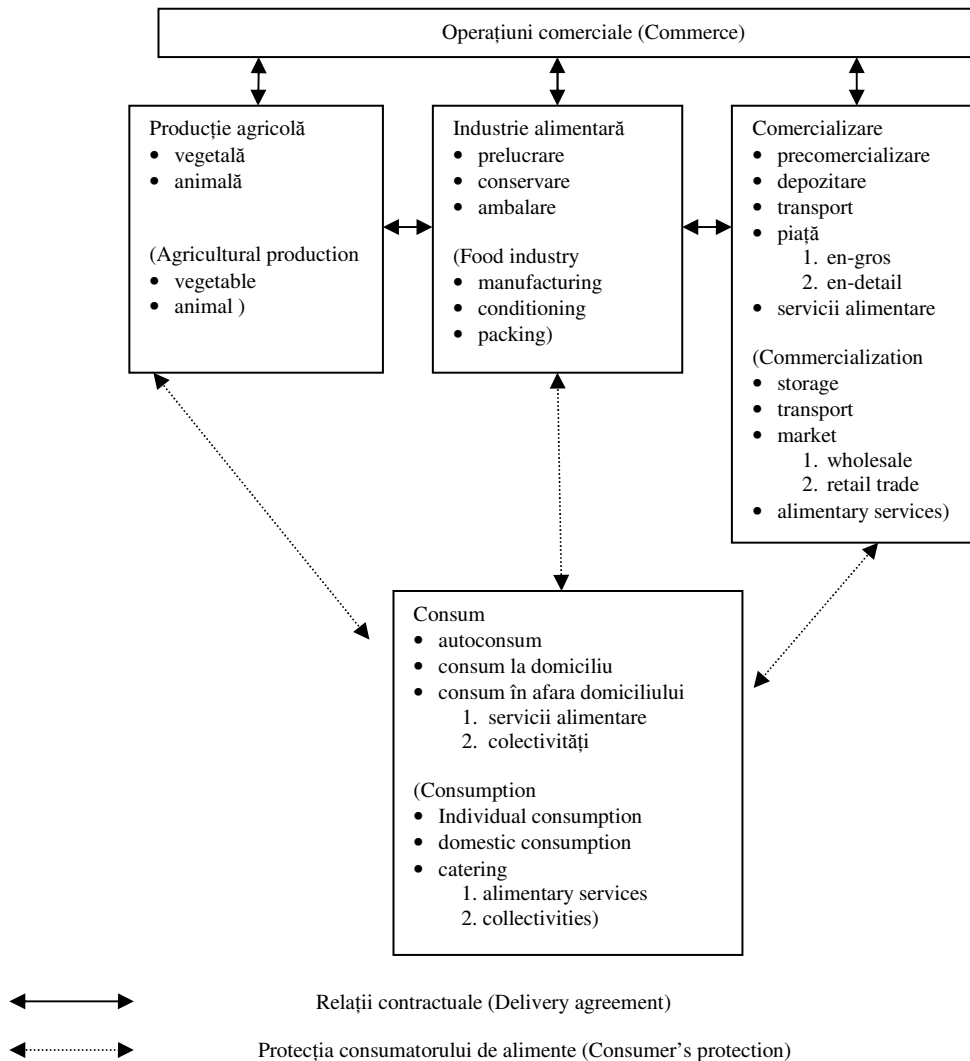 Operațiuni comerciale (Commerce)
Producție agricolă
• vegetală
• animală
(Agricultural production
• vegetable
• animal )
Industrie alimentară
• prelucrare
• conservare
• ambalare
(Food industry
• manufacturing
• conditioning
• packing)
Comercializare
• precomercializare
• depozitare
• transport
• piață
1. en-gros
2. en-detail
• servicii alimentare
(Commercialization
• storage
• transport
• market
1. wholesale
2. retail trade
• alimentary services)
Consum
• autoconsum
• consum la domiciliu
• consum în afara domiciliului
1. servicii alimentare
2. colectivități
(Consumption
• Individual consumption
• domestic consumption
• catering
1. alimentary services
2. collectivities)
Relații contractuale (Delivery agreement)
Protecția consumatorului de alimente (Consumer's protection)